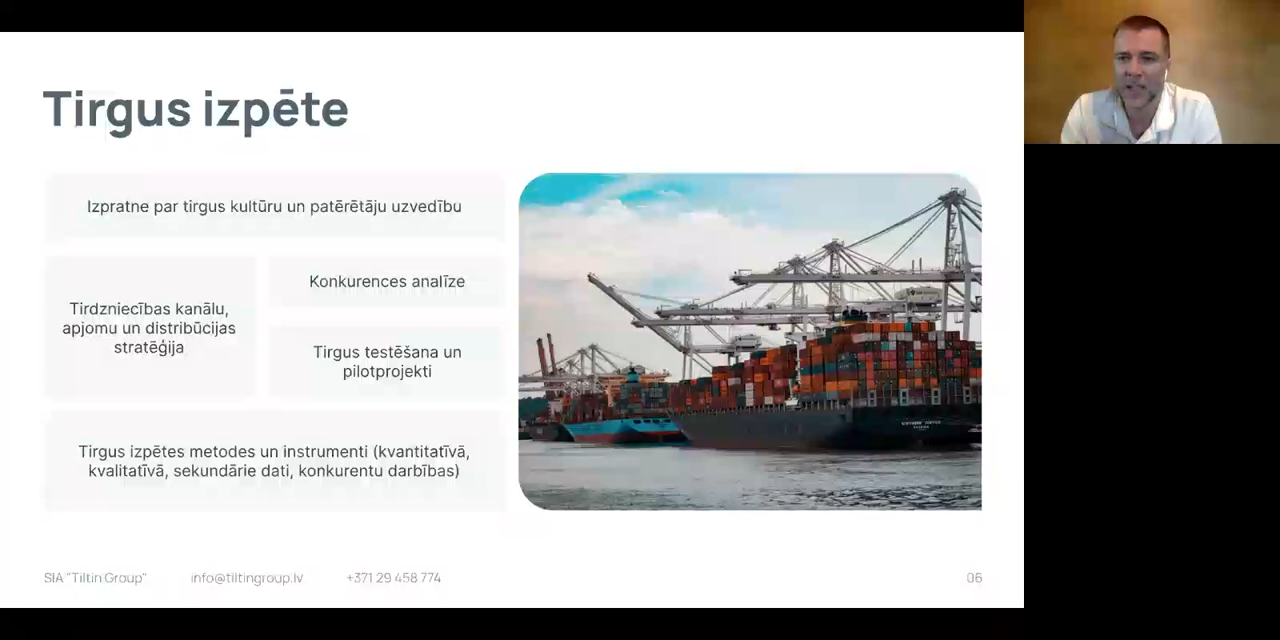 Tirgus izpēte
Izpratne par tirgus kultūru un patērētāju uzvedību
Tirdzniecības kanālu,
apjomu un distribūcijas
stratēģija
Konkurences analīze
Tirgus testēšana un
pilotprojekti
Tirgus izpētes metodes un instrumenti (kvantitatīvā,
kvalitatīvā, sekundārie dati, konkurentu darbības)
SIA "Tiltin Group"
info@tiltingroup.lv
+371 29 458 774
06